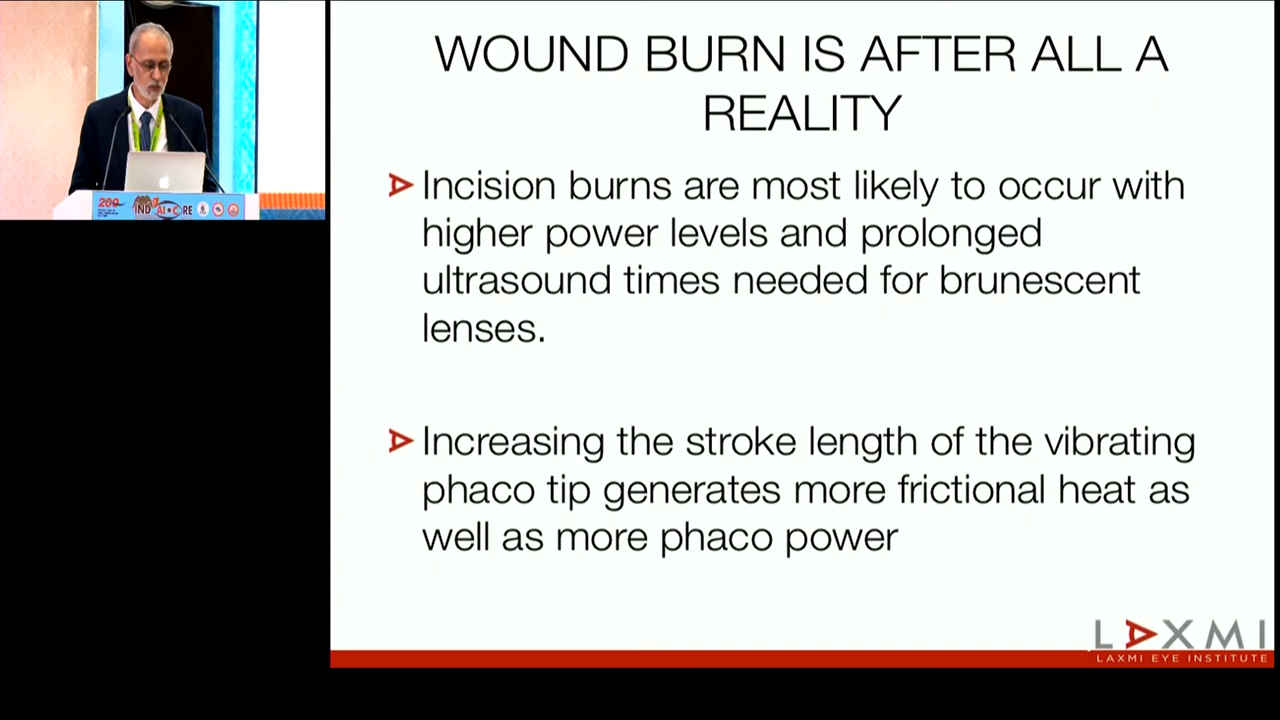 WOUND BURN IS AFTER ALL A
REALITY
Incision burns are most likely to occur with
higher power levels and prolonged
ultrasound times needed for brunescent
lenses.
Increasing the stroke length of the vibrating
phaco tip generates more frictional heat as
well as more phaco power
LAXMI
LAXMI EYE INSTITUTE